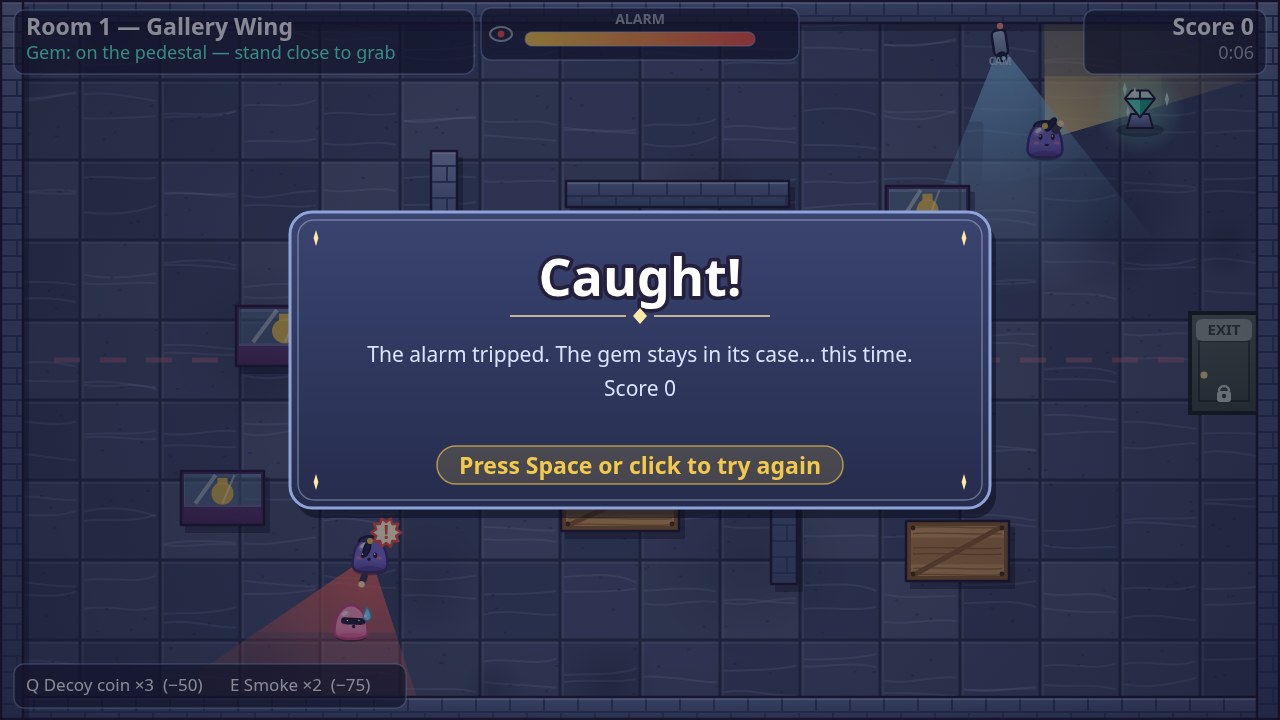 Room 1 — Gallery Wing
Gem: on the pedestal — stand close to grab
ALARM
Score 0
0:06
CAM
EXIT
Caught!
The alarm tripped. The gem stays in its case... this time.
Score 0
Press Space or click to try again
!
Q Decoy coin ×3 (−50) E Smoke ×2 (−75)